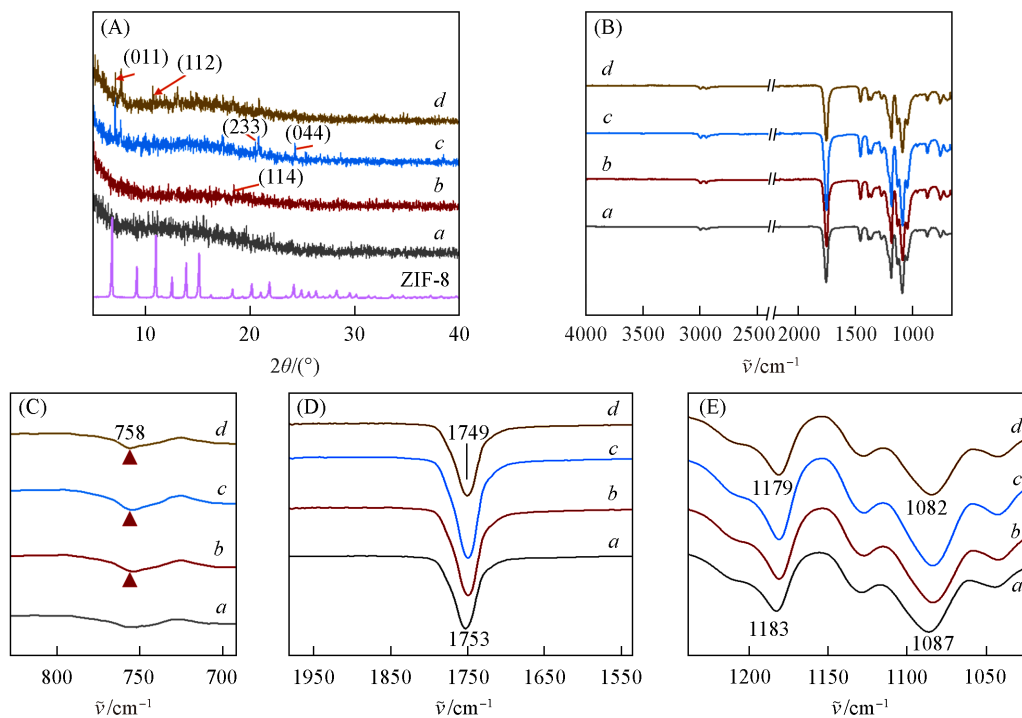 (A)
(011)
(112)
d
(233)
(044)
c
(114)
b
a
ZIF-8
10 20 30 40
2θ/(°)
(B)
d
c
b
a
4000 3500 3000 2500 2000 1500 1000
ṽ/cm⁻¹
(C)
758
d
c
b
a
800 750 700
ṽ/cm⁻¹
(D)
1749
d
c
b
a
1753
1950 1850 1750 1650 1550
ṽ/cm⁻¹
(E)
d
1179
1082
c
b
a
1183
1087
1200 1150 1100 1050
ṽ/cm⁻¹